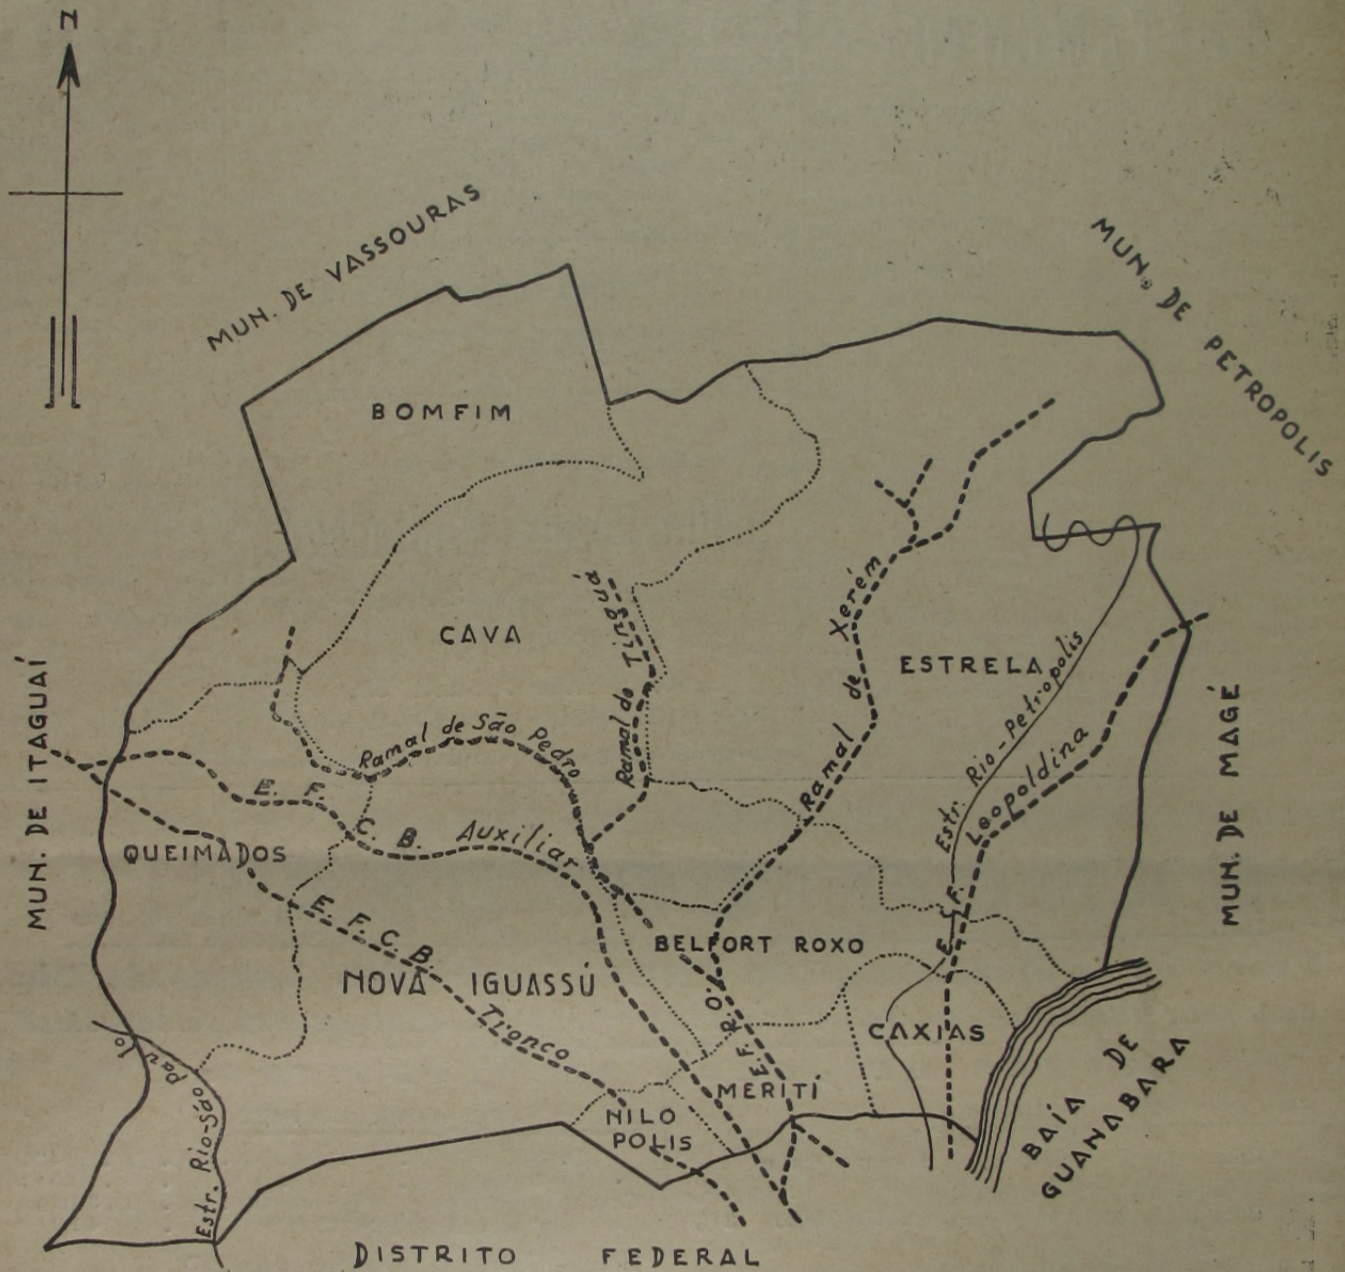 N
MUN. DE VASSOURAS
MUN. DE PETROPOLIS
BOMFIM
CAVA
Ramal do Tinguá
Ramal de Xerém
ESTRELA
Estr. Rio-Petropolis
MUN. DE ITAGUAÍ
MUN. DE MAGÉ
Ramal de São Pedro
E. F. C. B. Auxiliar
E. F. Leopoldina
QUEIMADOS
E. F. C. B. Tronco
BELFORT ROXO
NOVA IGUASSÚ
E.F.R.O.
CAXIAS
MERITÍ
NILO
POLIS
Estr. Rio-São paulo
BAÍA DE
GUANABARA
DISTRITO FEDERAL